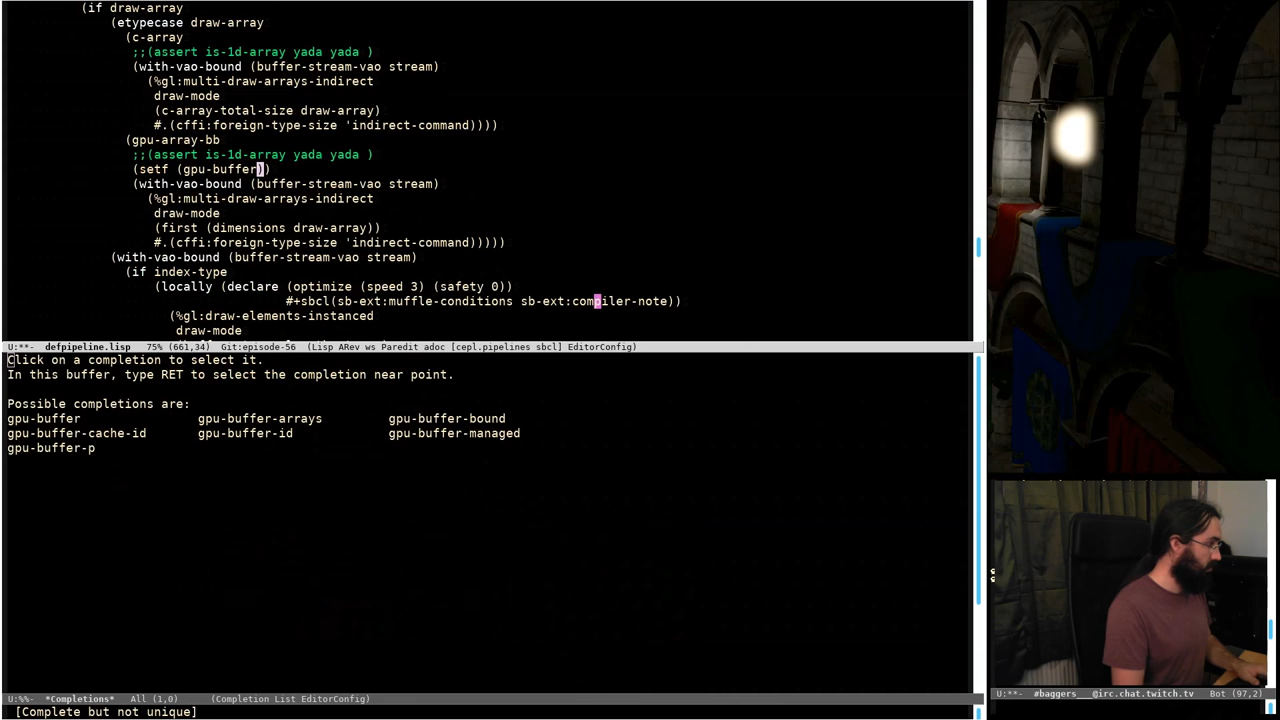 (if draw-array
(etypecase draw-array
(c-array
;;(assert is-1d-array yada yada )
(with-vao-bound (buffer-stream-vao stream)
(%gl:multi-draw-arrays-indirect
draw-mode
(c-array-total-size draw-array)
#.(cffi:foreign-type-size 'indirect-command))))
(gpu-array-bb
;;(assert is-1d-array yada yada )
(setf (gpu-buffer))
(with-vao-bound (buffer-stream-vao stream)
(%gl:multi-draw-arrays-indirect
draw-mode
(first (dimensions draw-array))
#.(cffi:foreign-type-size 'indirect-command)))))
(with-vao-bound (buffer-stream-vao stream)
(if index-type
(locally (declare (optimize (speed 3) (safety 0))
#+sbcl(sb-ext:muffle-conditions sb-ext:compiler-note))
(%gl:draw-elements-instanced
draw-mode
U:**-  defpipeline.lisp   75% (661,34)  Git:episode-56  (Lisp ARev ws Paredit adoc [cepl.pipelines sbcl] EditorConfig)
Click on a completion to select it.
In this buffer, type RET to select the completion near point.
Possible completions are:
gpu-buffer gpu-buffer-arrays gpu-buffer-bound
gpu-buffer-cache-id gpu-buffer-id gpu-buffer-managed
gpu-buffer-p
U:%%-  *Completions*   All (1,0)     (Completion List EditorConfig)
[Complete but not unique]
U:**-  #baggers___@irc.chat.twitch.tv   Bot (97,2)